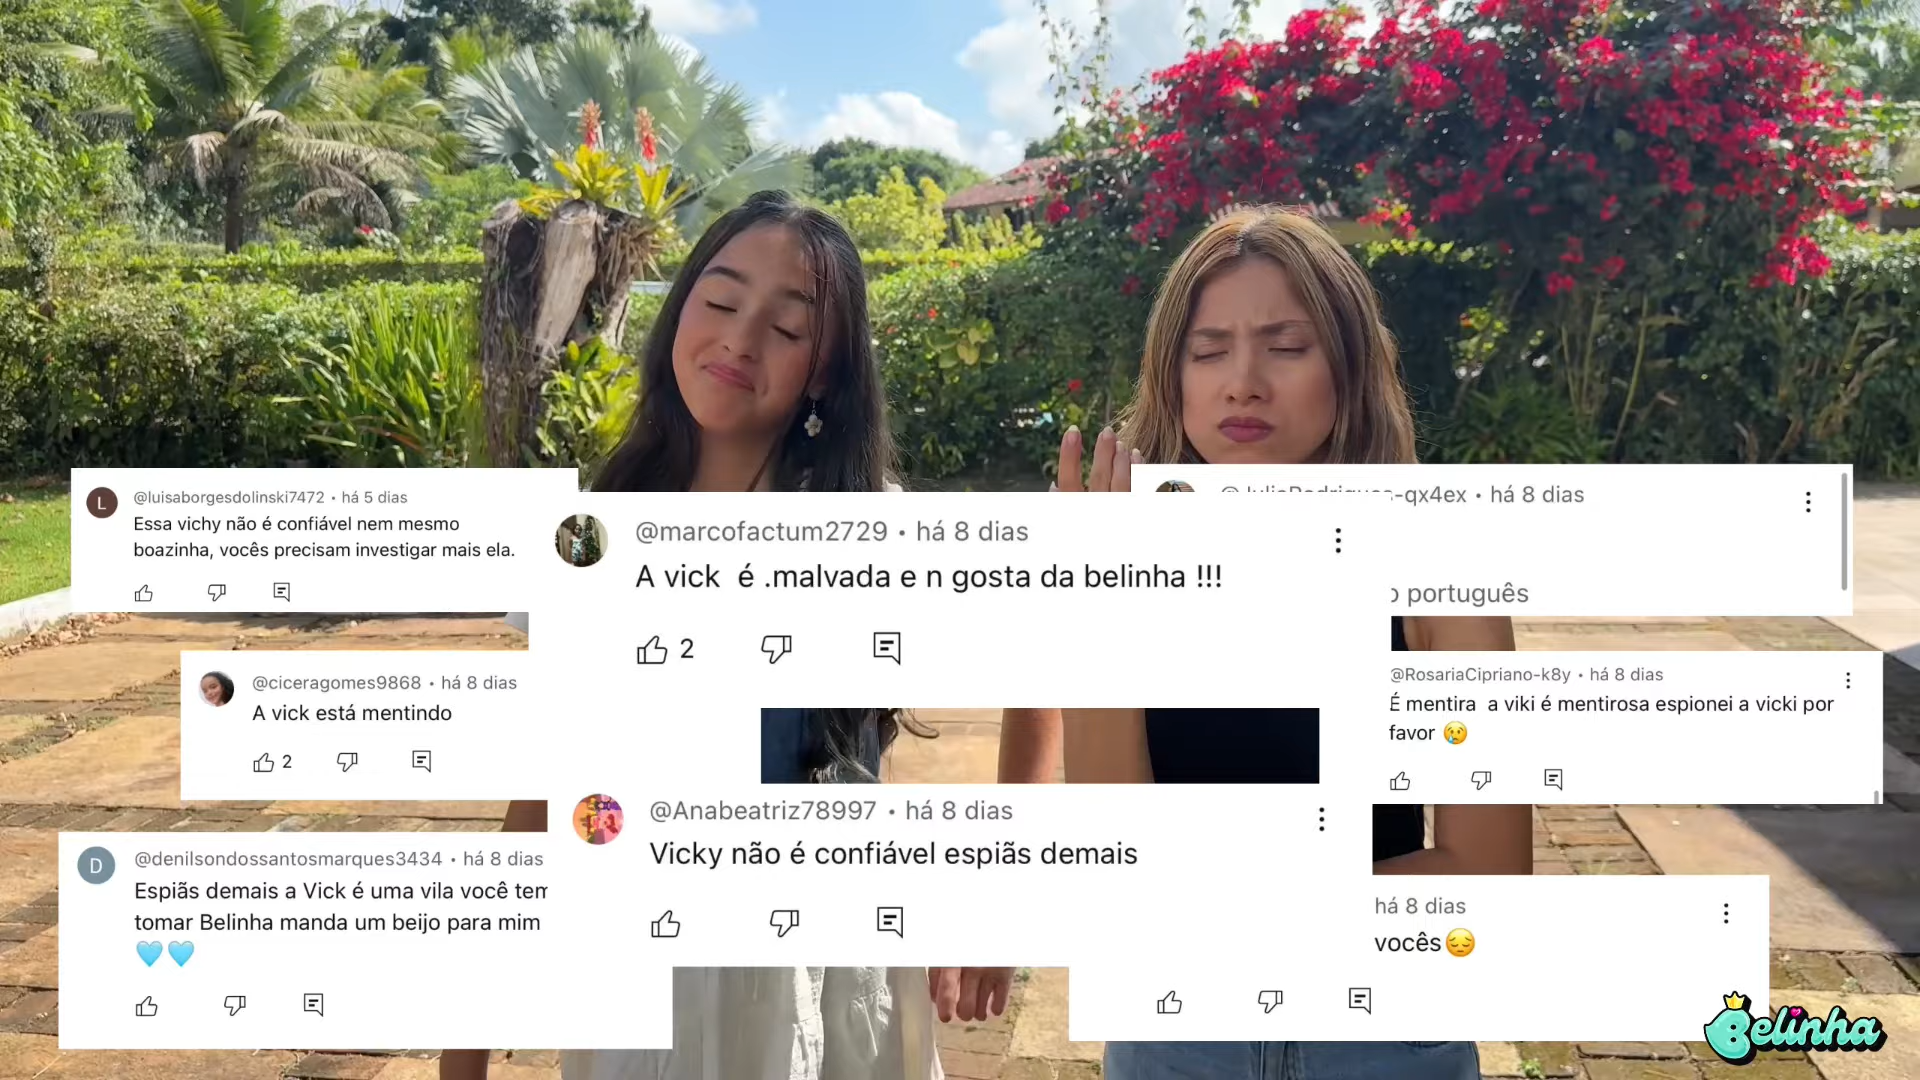 L
@luisaborgesdolinski7472 • há 5 dias
Essa vichy não é confiável nem mesmo
boazinha, vocês precisam investigar mais ela.
-qx4ex • há 8 dias
português
@marcofactum2729 • há 8 dias
A vick é .malvada e n gosta da belinha !!!
2
@ciceragomes9868 • há 8 dias
A vick está mentindo
2
@RosariaCipriano-k8y • há 8 dias
É mentira a viki é mentirosa espionei a vicki por
favor 😢
@Anabeatriz78997 • há 8 dias
Vicky não é confiável espiãs demais
D
@denilsondossantosmarques3434 • há 8 dias
Espiãs demais a Vick é uma vila você tem
tomar Belinha manda um beijo para mim
🩵🩵
há 8 dias
vocês😔
Belinha